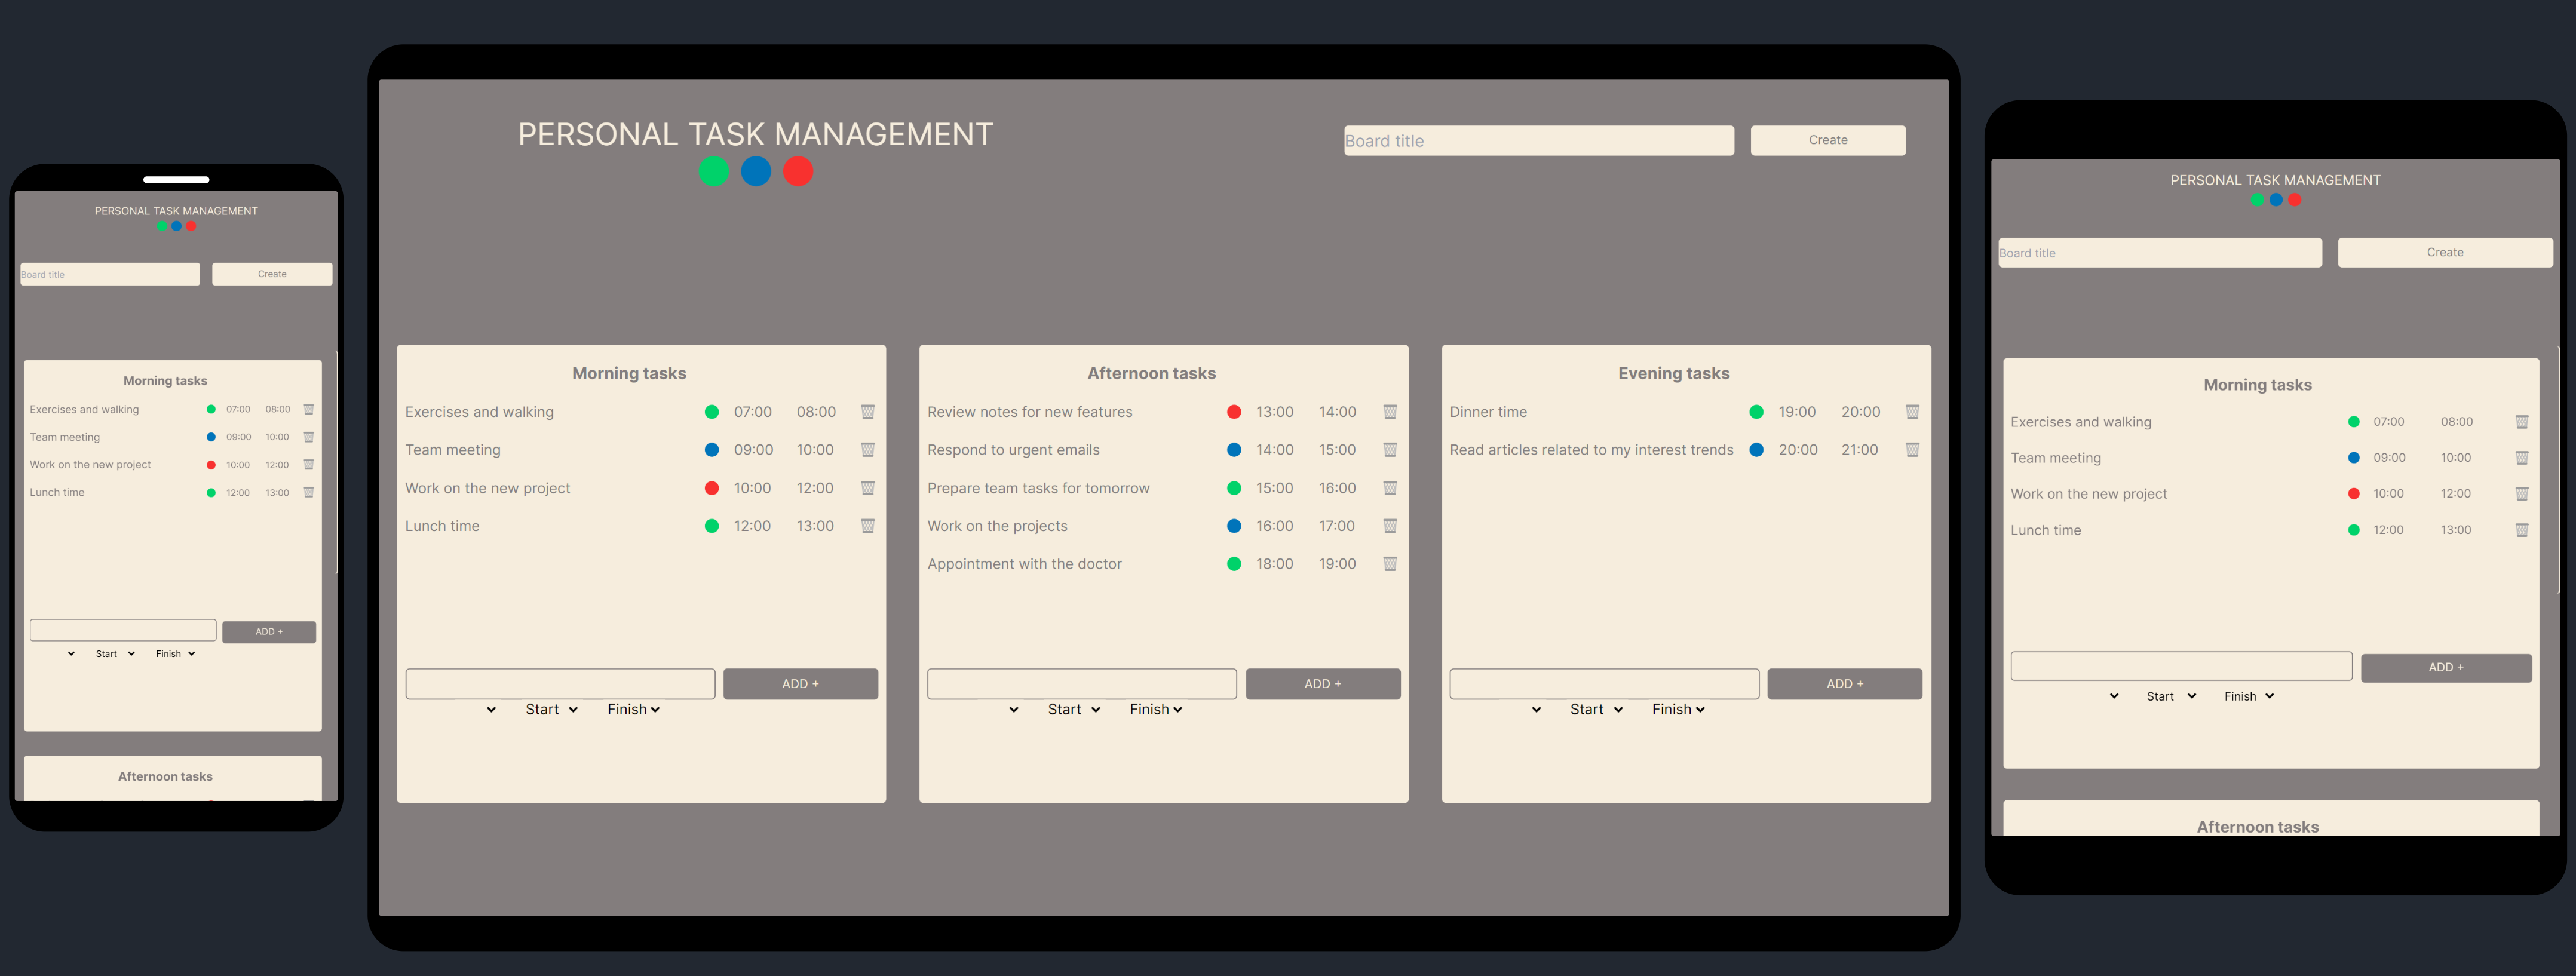 PERSONAL TASK MANAGEMENT
Board title
Create
Morning tasks
Exercises and walking 07:00 08:00
Team meeting 09:00 10:00
Work on the new project 10:00 12:00
Lunch time 12:00 13:00
ADD +
Start Finish
Afternoon tasks
PERSONAL TASK MANAGEMENT
Board title
Create
Morning tasks
Exercises and walking 07:00 08:00
Team meeting 09:00 10:00
Work on the new project 10:00 12:00
Lunch time 12:00 13:00
ADD +
Start Finish
Afternoon tasks
Review notes for new features 13:00 14:00
Respond to urgent emails 14:00 15:00
Prepare team tasks for tomorrow 15:00 16:00
Work on the projects 16:00 17:00
Appointment with the doctor 18:00 19:00
ADD +
Start Finish
Evening tasks
Dinner time 19:00 20:00
Read articles related to my interest trends 20:00 21:00
ADD +
Start Finish
PERSONAL TASK MANAGEMENT
Board title
Create
Morning tasks
Exercises and walking 07:00 08:00
Team meeting 09:00 10:00
Work on the new project 10:00 12:00
Lunch time 12:00 13:00
ADD +
Start Finish
Afternoon tasks